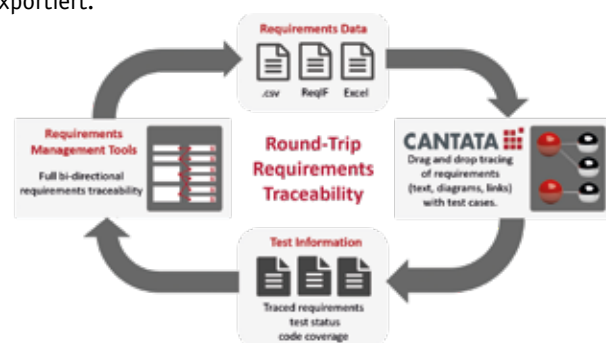 xportiert.
Requirements Data
.csv ReqIF Excel
Requirements
Management Tools
Full bi-directional
requirements traceability
Round-Trip
Requirements
Traceability
CANTATA
Drag and drop tracing
of requirements
(text, diagrams, links)
with test cases.
Test Information
Traced requirements
test status
code coverage